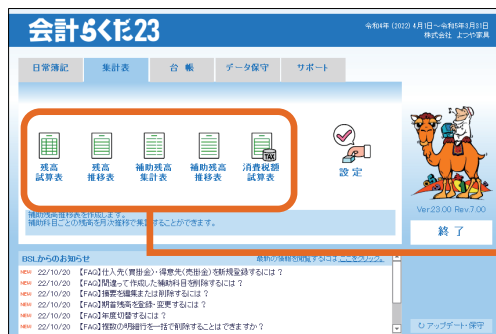 会計らくだ23
令和4年 (2022) 4月1日～令和5年3月31日
株式会社 よつや家具
日常簿記 集計表 台 帳 データ保守 サポート
残高試算表
残高推移表
補助残高集計表
補助残高推移表
消費税額試算表
TAX
設 定
補助残高推移表を作成します。
補助科目ごとの残高を月次推移で集計することができます。
Ver.23.00 Rev.7.00
終 了
BSLからのお知らせ
最新の情報を閲覧するには、ここをクリック。
NEW 22/10/20 【FAQ】仕入先(買掛金)・得意先(売掛金)を新規登録するには？
NEW 22/10/20 【FAQ】間違って作成した補助科目を削除するには？
NEW 22/10/20 【FAQ】摘要を編集または削除するには？
NEW 22/10/20 【FAQ】期首残高を登録・変更するには？
NEW 22/10/20 【FAQ】年度切替するには？
NEW 22/10/20 【FAQ】複数の明細行を一括で削除することはできますか？
アップデート・保守